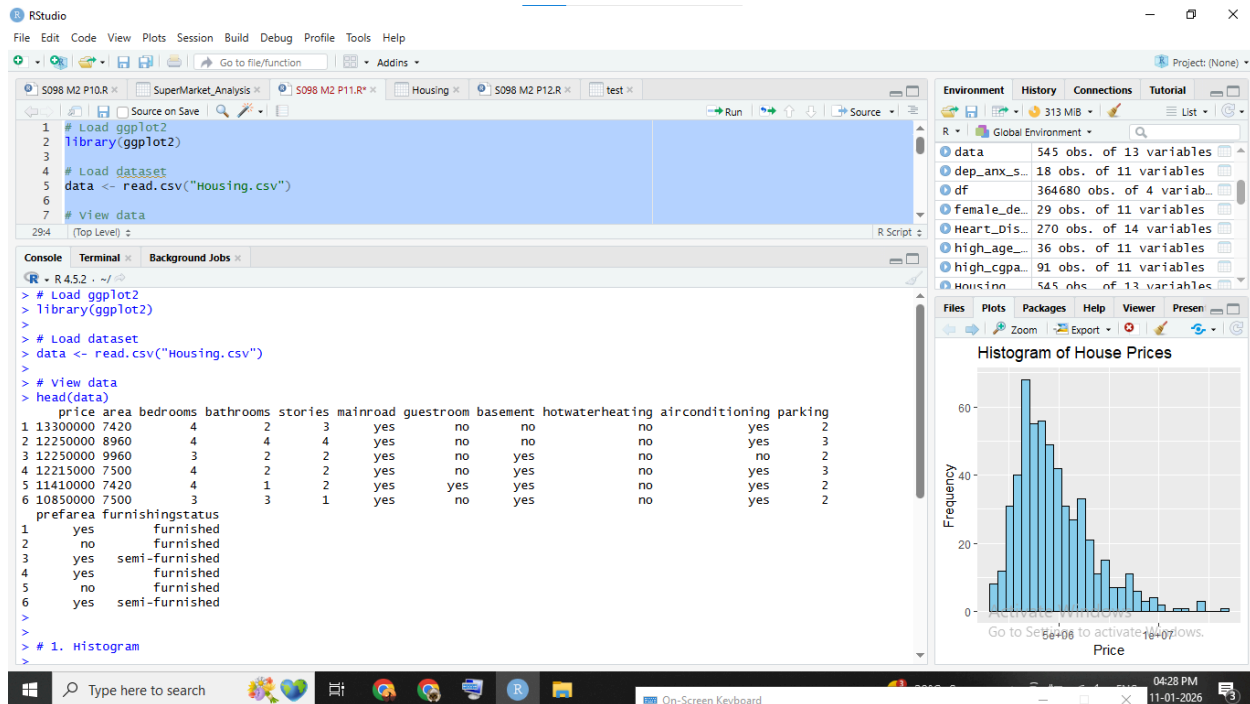 RStudio
File Edit Code View Plots Session Build Debug Profile Tools Help
Go to file/function Addins Project: (None)
S098 M2 P10.R SuperMarket_Analysis S098 M2 P11.R* Housing S098 M2 P12.R test
Source on Save Run Source
1 # Load ggplot2
2 library(ggplot2)
3
4 # Load dataset
5 data <- read.csv("Housing.csv")
6
7 # View data
29:4 (Top Level) R Script
Console Terminal Background Jobs
R 4.5.2 · ~/
> # Load ggplot2
> library(ggplot2)
>
> # Load dataset
> data <- read.csv("Housing.csv")
>
> # View data
> head(data)
price area bedrooms bathrooms stories mainroad guestroom basement hotwaterheating airconditioning parking
1 13300000 7420 4 2 3 yes no no no yes 2
2 12250000 8960 4 4 4 yes no no no yes 3
3 12250000 9960 3 2 2 yes no yes no no 2
4 12215000 7500 4 2 2 yes no yes no yes 3
5 11410000 7420 4 1 2 yes yes yes no yes 2
6 10850000 7500 3 3 1 yes no yes no yes 2
prefarea furnishingstatus
1 yes furnished
2 no furnished
3 yes semi-furnished
4 yes furnished
5 no furnished
6 yes semi-furnished
>
>
> # 1. Histogram
>
Environment History Connections Tutorial
313 MiB List
R Global Environment
data 545 obs. of 13 variables
dep_anx_s… 18 obs. of 11 variables
df 364680 obs. of 4 variab…
female_de… 29 obs. of 11 variables
Heart_Dis… 270 obs. of 14 variables
high_age_… 36 obs. of 11 variables
high_cgpa… 91 obs. of 11 variables
Housing 545 obs. of 13 variables
Files Plots Packages Help Viewer Presen
Zoom Export
Histogram of House Prices
Frequency
60
40
20
0
5e+06 1e+07
Price
Activate Windows
Go to Settings to activate Windows.
Type here to search
On-Screen Keyboard
04:28 PM
11-01-2026
3